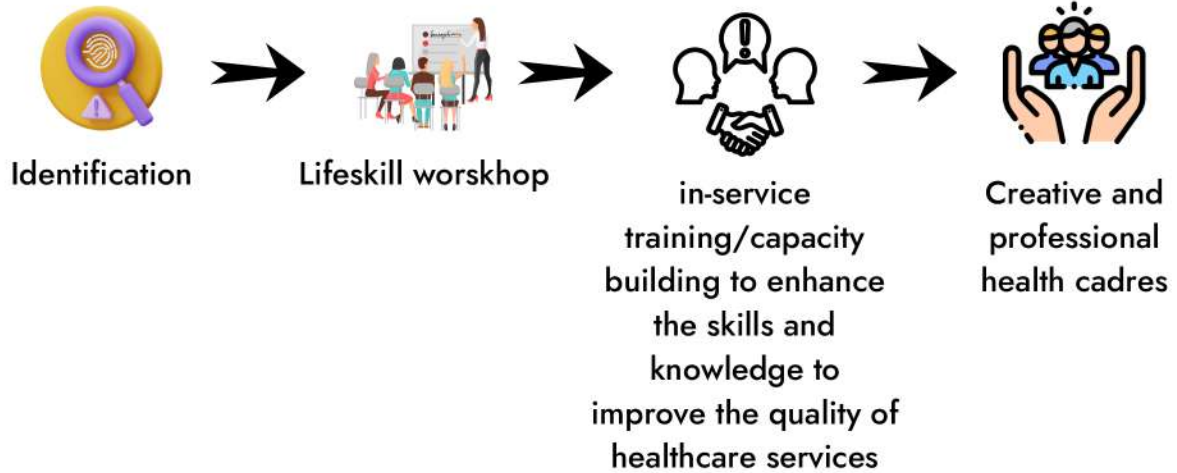 Identification
Lifeskill worskhop
in-service
training/capacity
building to enhance
the skills and
knowledge to
improve the quality of
healthcare services
Creative and
professional
health cadres